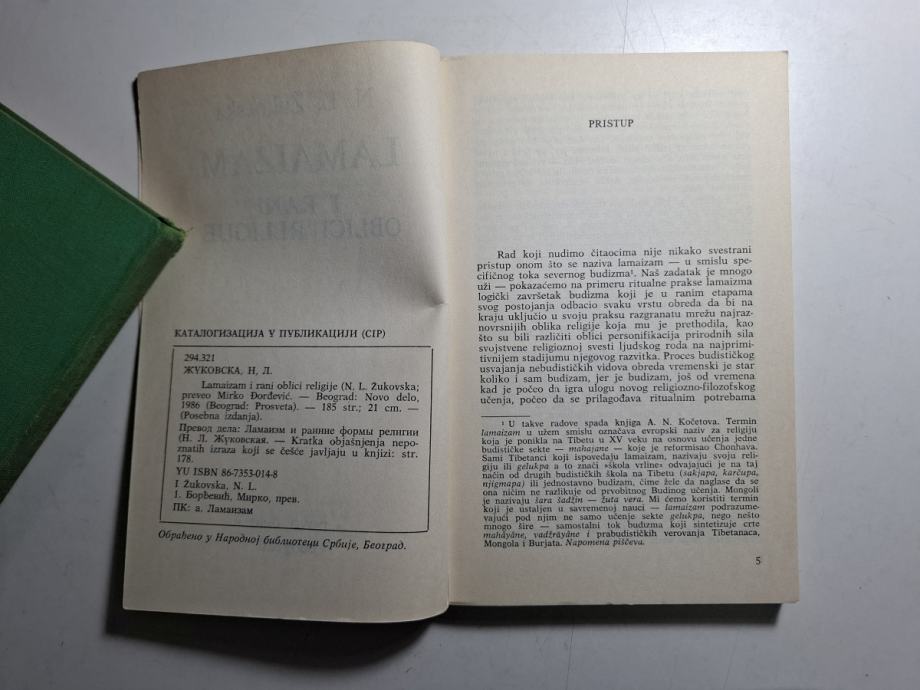 КАТАЛОГИЗАЦИЈА У ПУБЛИКАЦИЈИ (CIP)
294.321
ЖУКОВСКА, Н. Л.
Lamaizam i rani oblici religije (N. L. Žukovska;
preveo Mirko Đorđević. — Beograd: Novo delo,
1986 (Beograd: Prosveta). — 185 str.; 21 cm. —
(Posebna izdanja).
Превод дела: Ламаизм и ранние формы религии
(Н. Л. Жуковская. — Kratka objašnjenja nepo-
znatih izraza koji se češće javljaju u knjizi: str.
178.
YU ISBN 86-7353-014-8
I Žukovska, N. L.
1. Борђевић, Мирко, прев.
ПК: а. Ламаизам
Обрађено у Народној библиотеци Србије, Београд.
PRISTUP
Rad koji nudimo čitaocima nije nikako svestrani
pristup onom što se naziva lamaizam — u smislu spe-
cifičnog toka severnog budizma¹. Naš zadatak je mnogo
uži — pokazaćemo na primeru ritualne prakse lamaizma
logički završetak budizma koji je u ranim etapama
svog postojanja odbacio svaku vrstu obreda da bi na
kraju uključio u svoju praksu razgranatu mrežu najraz-
novrsnijih oblika religije koja mu je prethodila, kao
što su bili različiti oblici personifikacija prirodnih sila
svojstvene religioznoj svesti ljudskog roda na najprimi-
tivnijem stadijumu njegovog razvitka. Proces budističkog
usvajanja nebudističkih vidova obreda vremenski je star
koliko i sam budizam, jer je budizam, još od vremena
kad je počeo da igra ulogu novog religiozno-filozofskog
učenja, počeo da se prilagođava ritualnim potrebama
¹ U takve radove spada knjiga A. N. Kočetova. Termin
lamaizam u užem smislu označava evropski naziv za religiju
koja je ponikla na Tibetu u XV veku na osnovu učenja jedne
budističke sekte — mahajane — koje je reformisao Chonhava.
Sami Tibetanci koji ispovedaju lamaizam, nazivaju svoju reli-
giju ili gelukpa a to znači »škola vrline« odvajajući je na taj
način od drugih budističkih škola na Tibetu (sakjapa, karčupa,
njigmapa) ili jednostavno budizam, čime žele da naglase da se
ona ničim ne razlikuje od prvobitnog Budinog učenja. Mongoli
je nazivaju šara šadžin — žuta vera. Mi ćemo koristiti termin
koji je ustaljen u savremenoj nauci — lamaizam podrazume-
vajući pod njim ne samo učenje sekte gelukpa, nego nešto
mnogo šire — samostalni tok budizma koji sintetizuje crte
mahâyâne, vadžrâyâne i prabudističkih verovanja Tibetanaca,
Mongola i Burjata. Napomena piščeva.
5